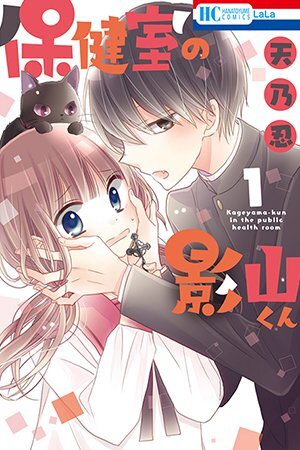 HC
HANATOYUME
COMICS
LaLa
保健室の
影山くん
天乃忍
1
Kageyama-kun
in the public
health room